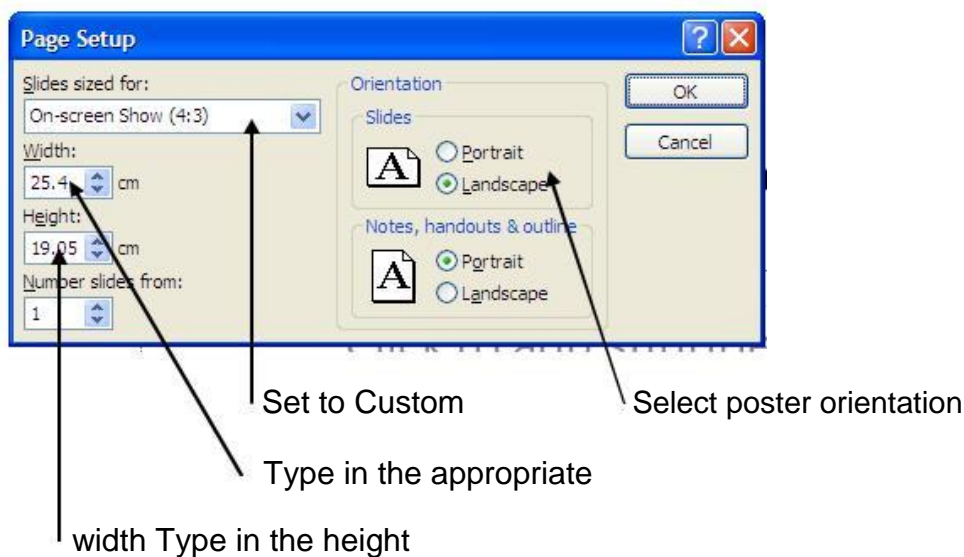 Page Setup
Slides sized for:
On-screen Show (4:3)
Width:
25.4 cm
Height:
19.05 cm
Number slides from:
1
Orientation
Slides
A
Portrait
Landscape
Notes, handouts & outline
A
Portrait
Landscape
OK
Cancel
Set to Custom
Select poster orientation
Type in the appropriate
width Type in the height